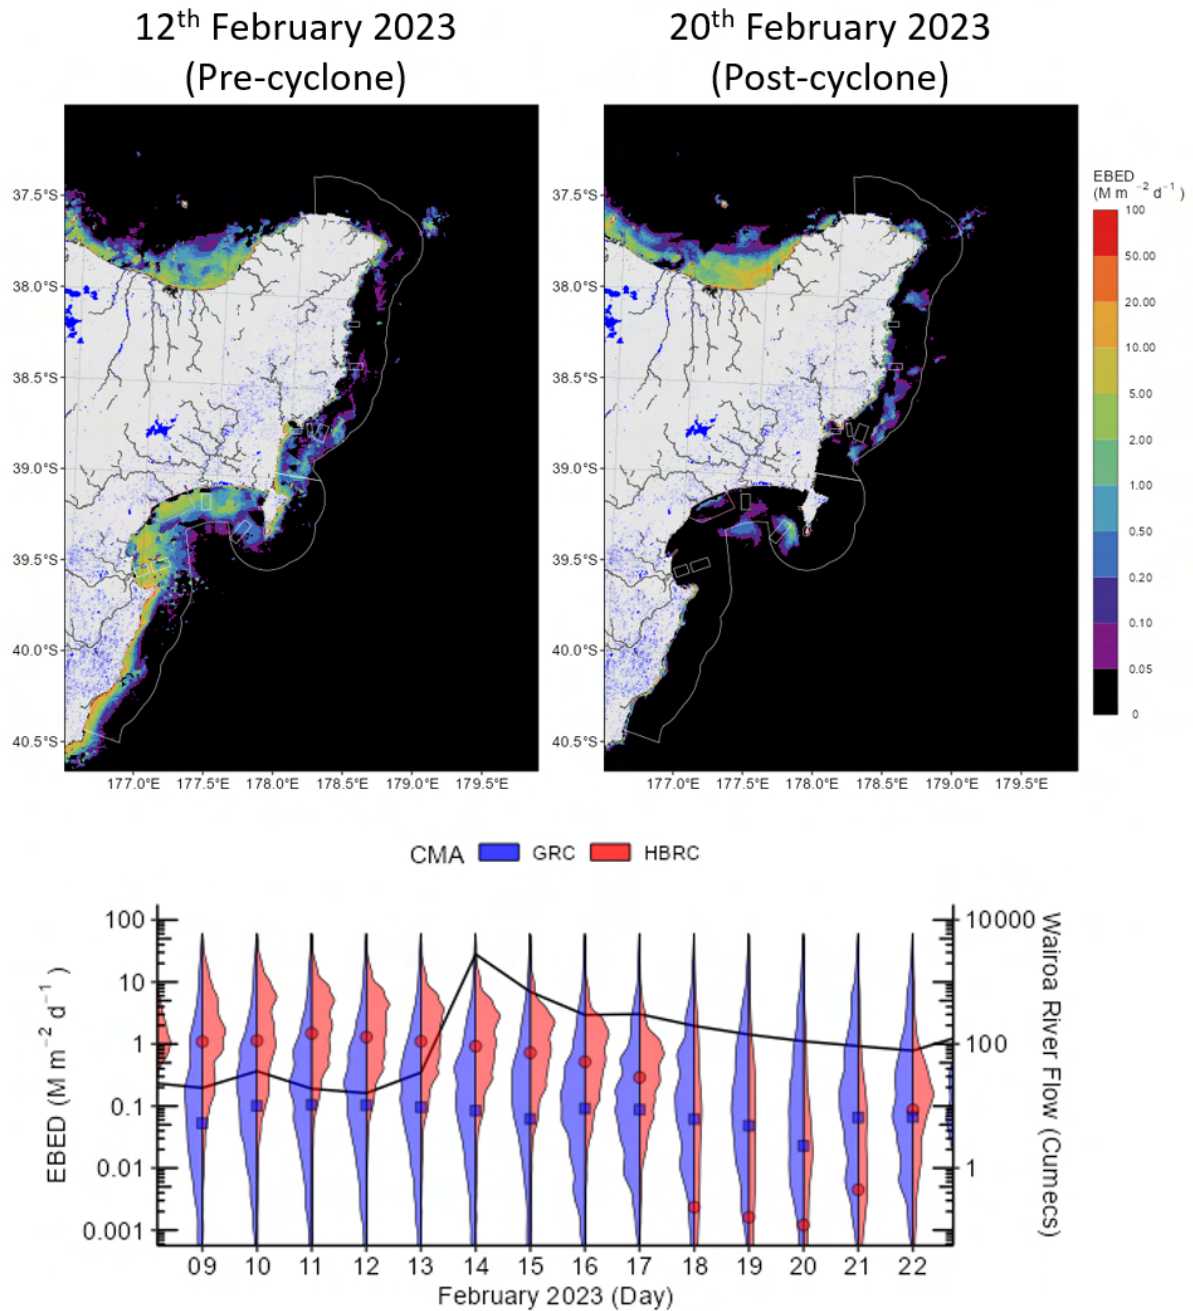 12th February 2023
(Pre-cyclone)
20th February 2023
(Post-cyclone)
37.5°S
38.0°S
38.5°S
39.0°S
39.5°S
40.0°S
40.5°S
177.0°E 177.5°E 178.0°E 178.5°E 179.0°E 179.5°E
37.5°S
38.0°S
38.5°S
39.0°S
39.5°S
40.0°S
40.5°S
177.0°E 177.5°E 178.0°E 178.5°E 179.0°E 179.5°E
EBED
(M m⁻² d⁻¹)
100
50.00
20.00
10.00
5.00
2.00
1.00
0.50
0.20
0.10
0.05
0
CMA GRC HBRC
EBED (M m⁻² d⁻¹)
100
10
1
0.1
0.01
0.001
10000
100
1
Wairoa River Flow (Cumecs)
09 10 11 12 13 14 15 16 17 18 19 20 21 22
February 2023 (Day)